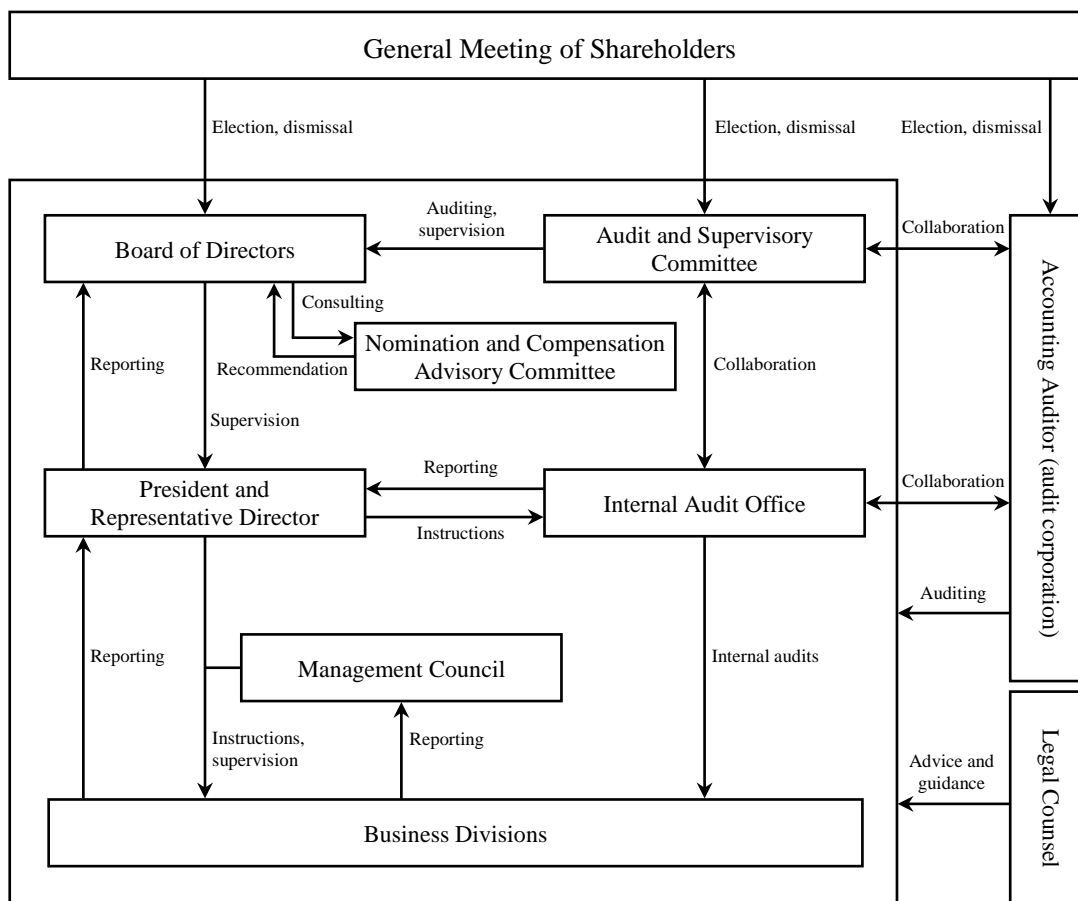 General Meeting of Shareholders
Election, dismissal
Election, dismissal
Election, dismissal
Board of Directors
Auditing,
supervision
Audit and Supervisory
Committee
Collaboration
Consulting
Nomination and Compensation
Advisory Committee
Reporting
Recommendation
Collaboration
Supervision
Accounting Auditor (audit corporation)
President and
Representative Director
Reporting
Instructions
Internal Audit Office
Collaboration
Auditing
Reporting
Management Council
Internal audits
Instructions,
supervision
Reporting
Advice and
guidance
Legal Counsel
Business Divisions